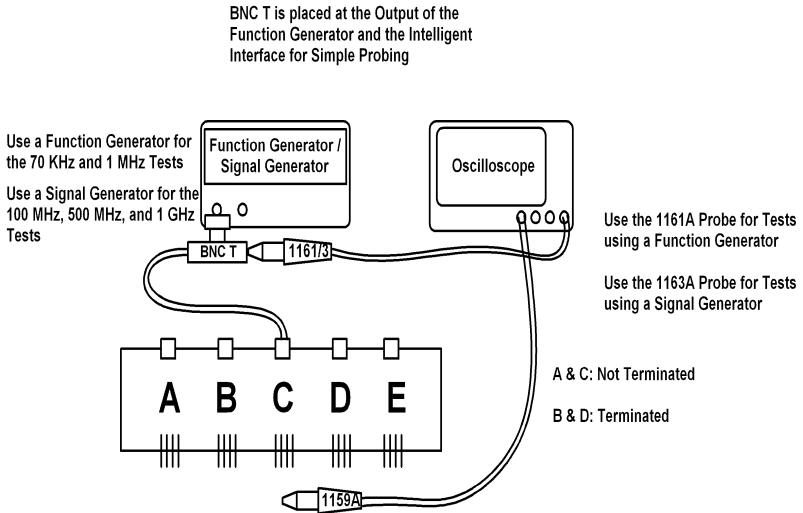 BNC T is placed at the Output of the
Function Generator and the Intelligent
Interface for Simple Probing
Use a Function Generator for
the 70 KHz and 1 MHz Tests
Use a Signal Generator for the
100 MHz, 500 MHz, and 1 GHz
Tests
Function Generator /
Signal Generator
Oscilloscope
BNC T
1161/3
Use the 1161A Probe for Tests
using a Function Generator
Use the 1163A Probe for Tests
using a Signal Generator
A & C: Not Terminated
B & D: Terminated
A B C D E
1159A